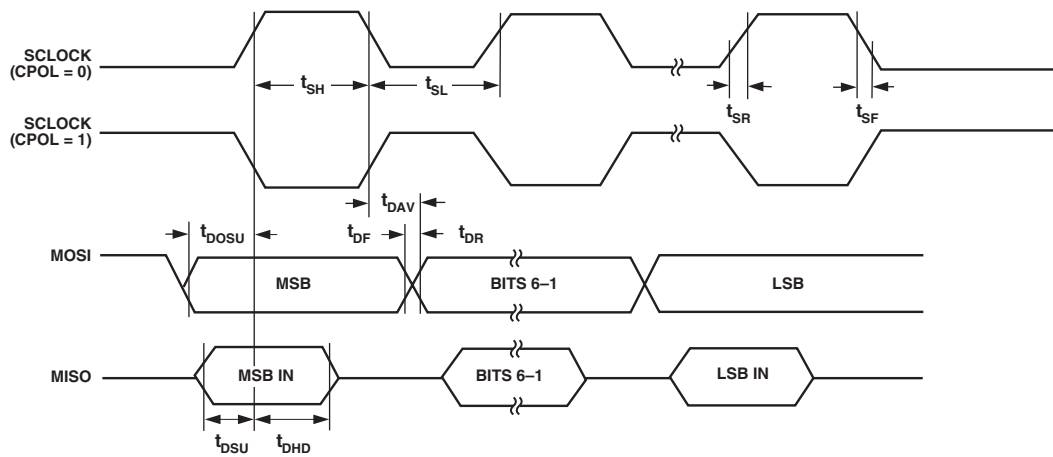 SCLOCK
(CPOL = 0)
tSH
tSL
tSR
tSF
SCLOCK
(CPOL = 1)
tDAV
tDOSU
tDF
tDR
MOSI
MSB
BITS 6–1
LSB
MISO
MSB IN
BITS 6–1
LSB IN
tDSU
tDHD